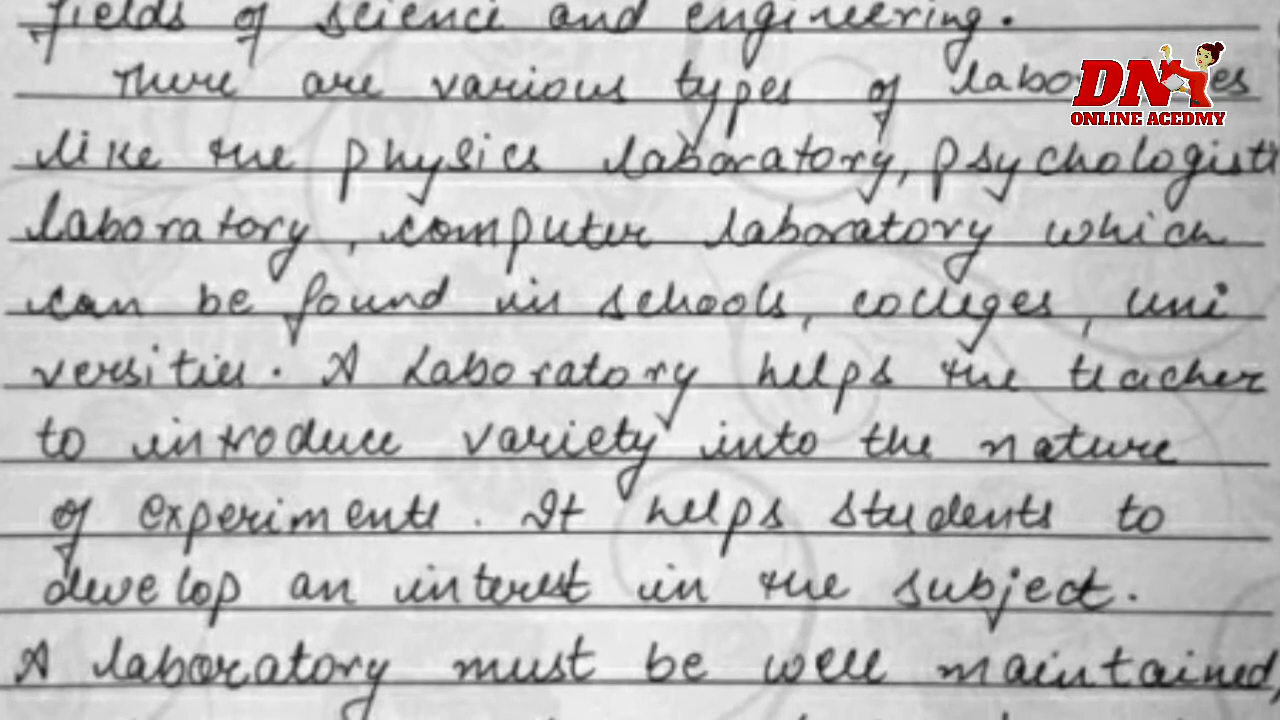 fields of science and engineering.
There are various types of
like the physics laboratory, psychologist
laboratory, computer laboratory which
can be found in schools, colleges, uni
versities. A laboratory helps the teacher
to introduce variety into the nature
of experiments. It helps students to
develop an interest in the subject.
A laboratory must be well maintained,
DN
ONLINE ACEDMY